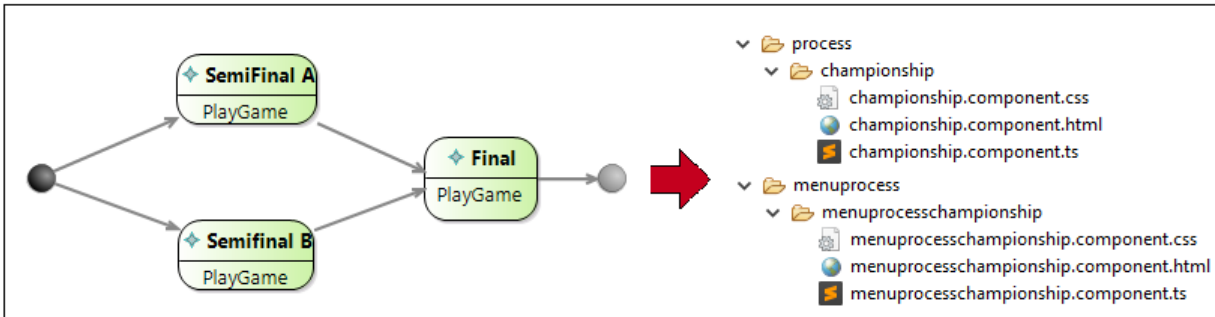 SemiFinal A
PlayGame
Semifinal B
PlayGame
Final
PlayGame
process
championship
championship.component.css
championship.component.html
championship.component.ts
menuprocess
menuprocesschampionship
menuprocesschampionship.component.css
menuprocesschampionship.component.html
menuprocesschampionship.component.ts